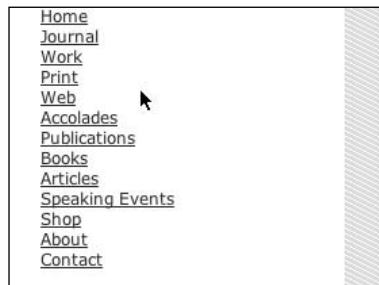 Home
Journal
Work
Print
Web
Accolades
Publications
Books
Articles
Speaking Events
Shop
About
Contact